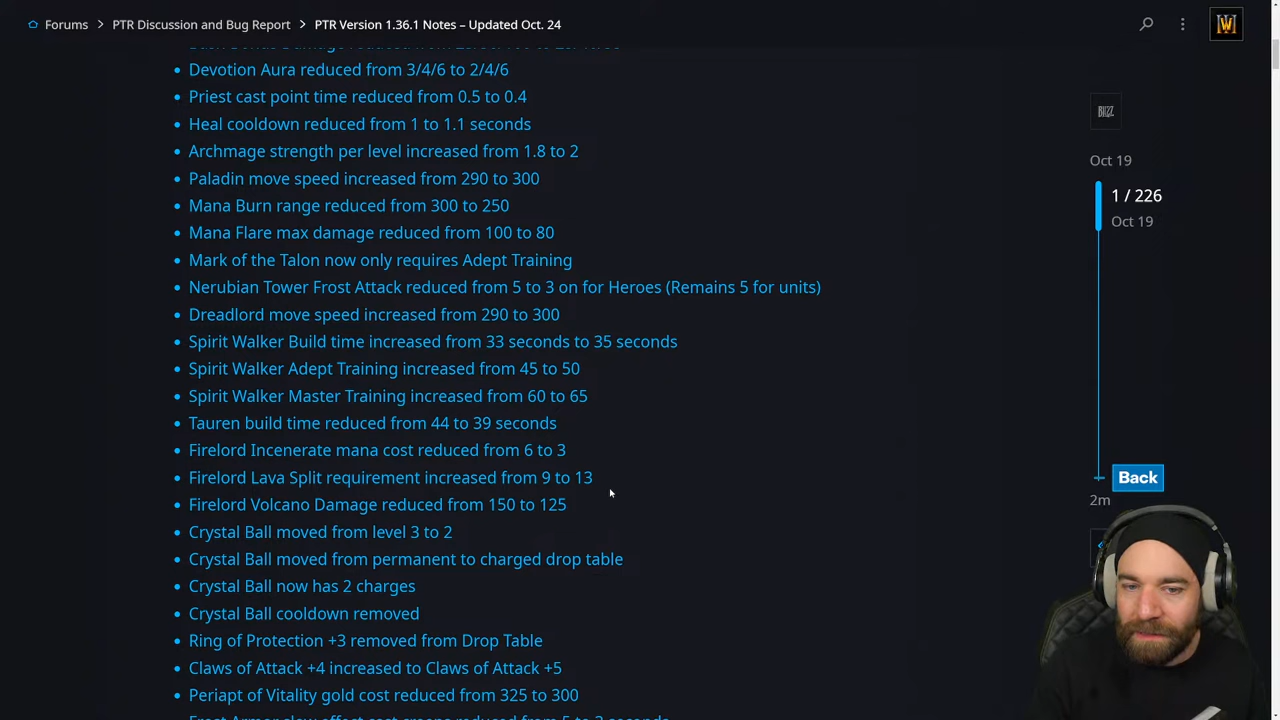 Forums > PTR Discussion and Bug Report > PTR Version 1.36.1 Notes – Updated Oct. 24
• Devotion Aura reduced from 3/4/6 to 2/4/6
• Priest cast point time reduced from 0.5 to 0.4
• Heal cooldown reduced from 1 to 1.1 seconds
• Archmage strength per level increased from 1.8 to 2
• Paladin move speed increased from 290 to 300
• Mana Burn range reduced from 300 to 250
• Mana Flare max damage reduced from 100 to 80
• Mark of the Talon now only requires Adept Training
• Nerubian Tower Frost Attack reduced from 5 to 3 on for Heroes (Remains 5 for units)
• Dreadlord move speed increased from 290 to 300
• Spirit Walker Build time increased from 33 seconds to 35 seconds
• Spirit Walker Adept Training increased from 45 to 50
• Spirit Walker Master Training increased from 60 to 65
• Tauren build time reduced from 44 to 39 seconds
• Firelord Incenerate mana cost reduced from 6 to 3
• Firelord Lava Split requirement increased from 9 to 13
• Firelord Volcano Damage reduced from 150 to 125
• Crystal Ball moved from level 3 to 2
• Crystal Ball moved from permanent to charged drop table
• Crystal Ball now has 2 charges
• Crystal Ball cooldown removed
• Ring of Protection +3 removed from Drop Table
• Claws of Attack +4 increased to Claws of Attack +5
• Periapt of Vitality gold cost reduced from 325 to 300
BLIZZ
Oct 19
1 / 226
Oct 19
Back
2m